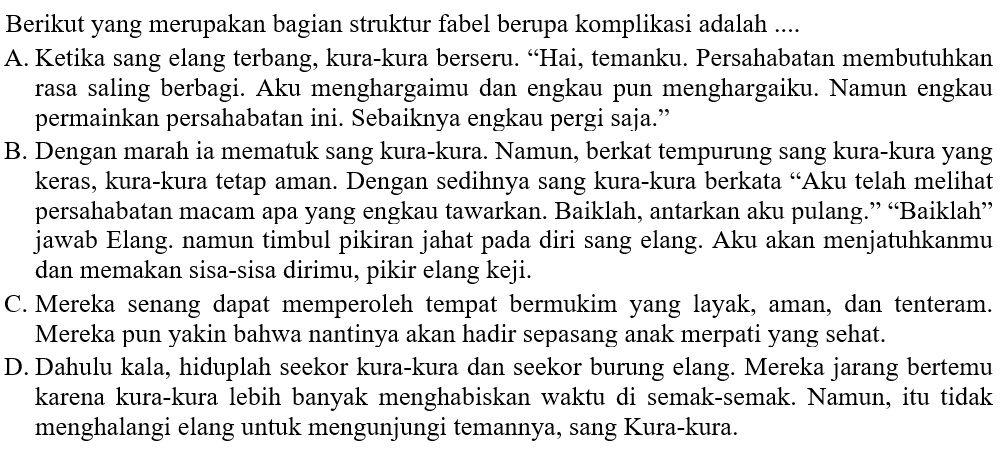 Berikut yang merupakan bagian struktur fabel berupa komplikasi adalah ....
A. Ketika sang elang terbang, kura-kura berseru. “Hai, temanku. Persahabatan membutuhkan
rasa saling berbagi. Aku menghargaimu dan engkau pun menghargaiku. Namun engkau
permainkan persahabatan ini. Sebaiknya engkau pergi saja.”
B. Dengan marah ia mematuk sang kura-kura. Namun, berkat tempurung sang kura-kura yang
keras, kura-kura tetap aman. Dengan sedihnya sang kura-kura berkata “Aku telah melihat
persahabatan macam apa yang engkau tawarkan. Baiklah, antarkan aku pulang.” “Baiklah”
jawab Elang. namun timbul pikiran jahat pada diri sang elang. Aku akan menjatuhkanmu
dan memakan sisa-sisa dirimu, pikir elang keji.
C. Mereka senang dapat memperoleh tempat bermukim yang layak, aman, dan tenteram.
Mereka pun yakin bahwa nantinya akan hadir sepasang anak merpati yang sehat.
D. Dahulu kala, hiduplah seekor kura-kura dan seekor burung elang. Mereka jarang bertemu
karena kura-kura lebih banyak menghabiskan waktu di semak-semak. Namun, itu tidak
menghalangi elang untuk mengunjungi temannya, sang Kura-kura.